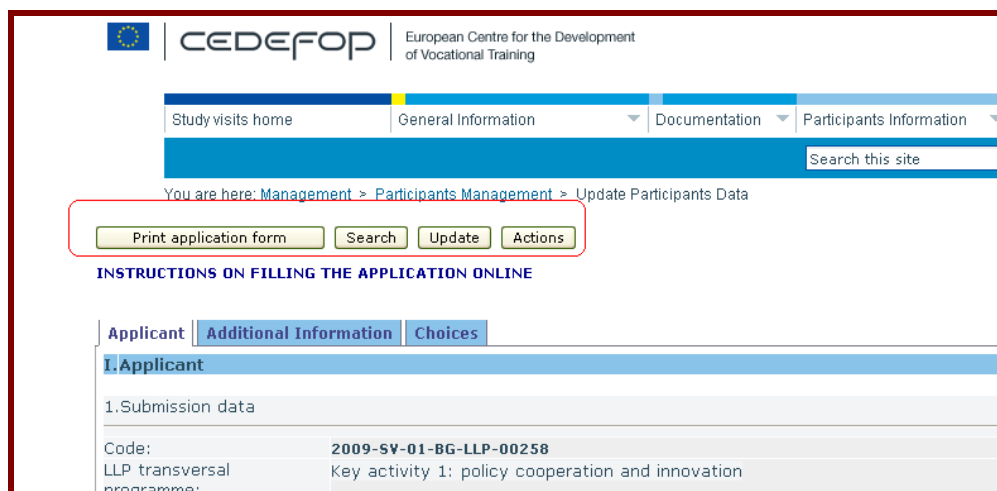 CEDEFOP
European Centre for the Development
of Vocational Training
Study visits home
General Information
Documentation
Participants Information
Search this site
You are here: Management > Participants Management > Update Participants Data
Print application form Search Update Actions
INSTRUCTIONS ON FILLING THE APPLICATION ONLINE
Applicant Additional Information Choices
I.Applicant
1.Submission data
Code: 2009-SV-01-BG-LLP-00258
LLP transversal Key activity 1: policy cooperation and innovation
programme: